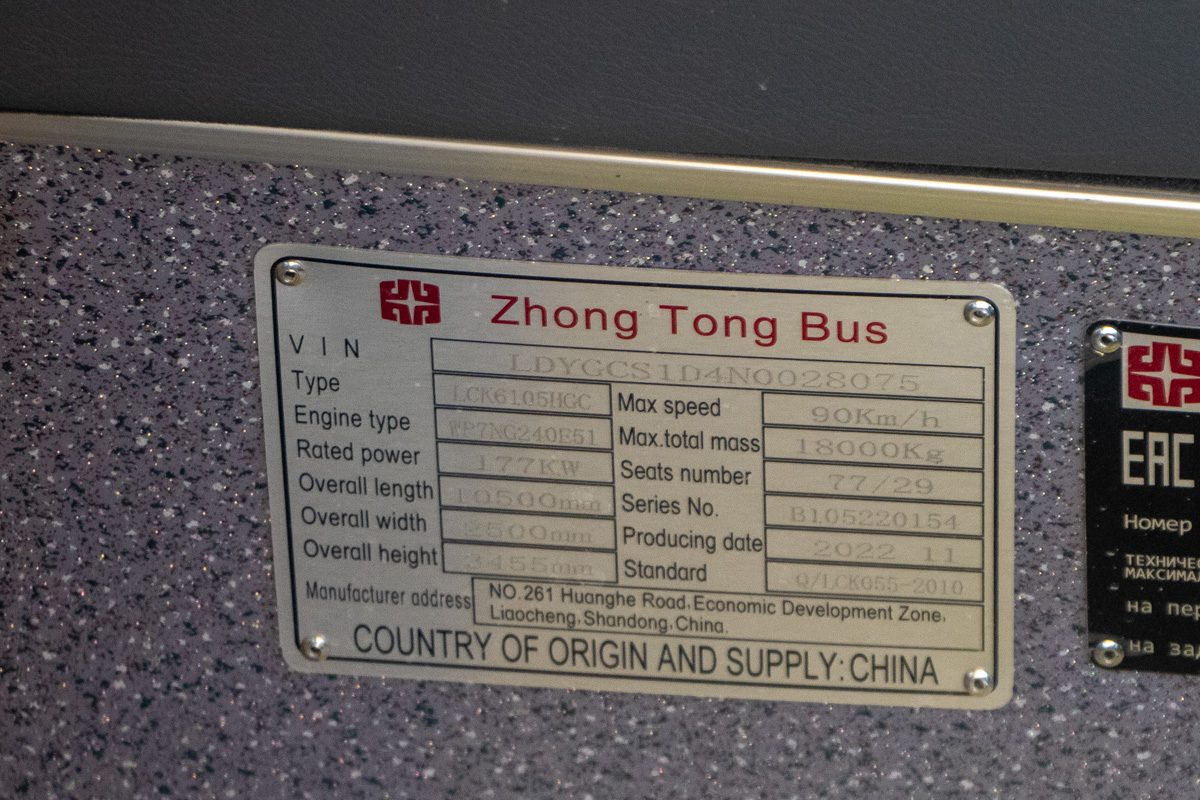 Zhong Tong Bus
VIN LDYGCS1D4N0028075
Type LCK6105HGC Max speed 90Km/h
Engine type WP7NG240E51 Max.total mass 18000Kg
Rated power 177KW Seats number 77/29
Overall length 10500mm Series No. B105220154
Overall width 2500mm Producing date 2022 11
Overall height 3455mm Standard Q/LCK055-2010
Manufacturer address NO.261 Huanghe Road,Economic Development Zone,
Liaocheng,Shandong,China.
COUNTRY OF ORIGIN AND SUPPLY:CHINA
EAC
Номер
на
на